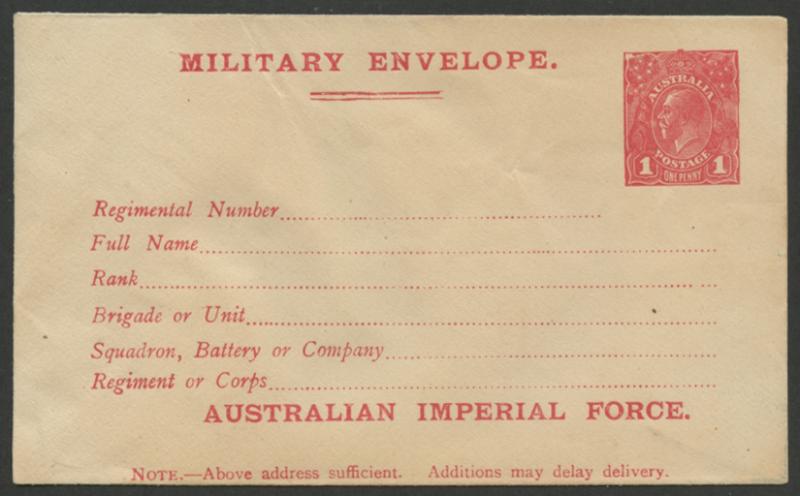 MILITARY ENVELOPE.
AUSTRALIA
POSTAGE
1 ONE PENNY 1
Regimental Number
Full Name
Rank
Brigade or Unit
Squadron, Battery or Company
Regiment or Corps
AUSTRALIAN IMPERIAL FORCE.
NOTE.—Above address sufficient. Additions may delay delivery.